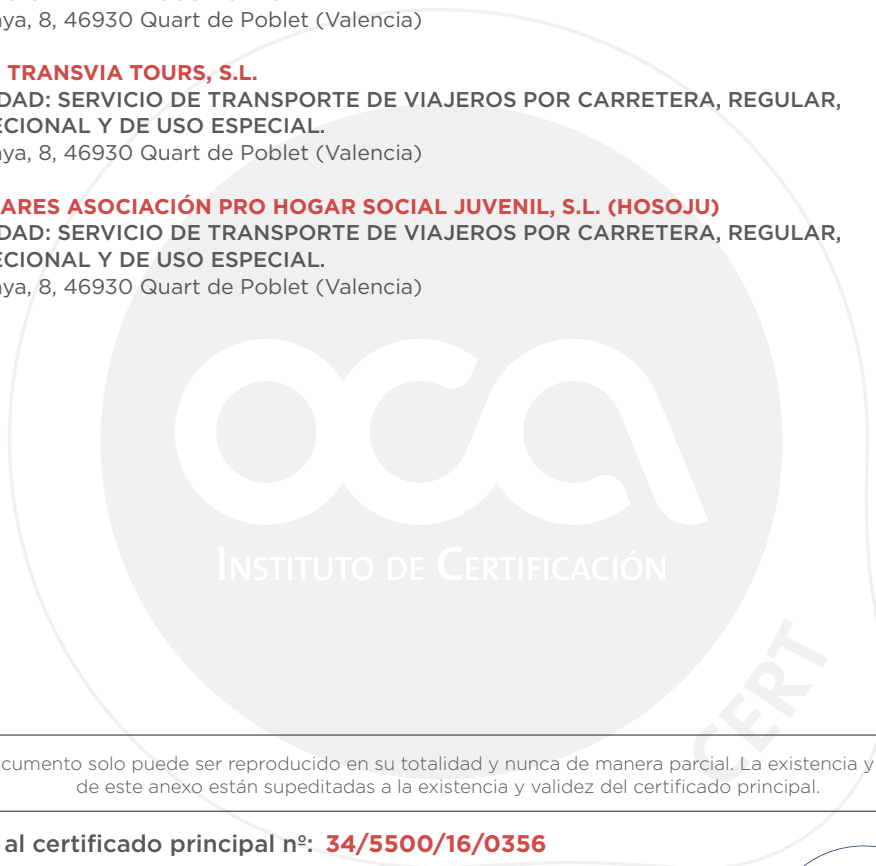 aya, 8, 46930 Quart de Poblet (Valencia)
TRANSVIA TOURS, S.L.
DAD: SERVICIO DE TRANSPORTE DE VIAJEROS POR CARRETERA, REGULAR,
ECIONAL Y DE USO ESPECIAL.
aya, 8, 46930 Quart de Poblet (Valencia)
ARES ASOCIACIÓN PRO HOGAR SOCIAL JUVENIL, S.L. (HOSOJU)
DAD: SERVICIO DE TRANSPORTE DE VIAJEROS POR CARRETERA, REGULAR,
ECIONAL Y DE USO ESPECIAL.
aya, 8, 46930 Quart de Poblet (Valencia)
oca
INSTITUTO DE CERTIFICACIÓN
CERT
cumento solo puede ser reproducido en su totalidad y nunca de manera parcial. La existencia y
de este anexo están supeditadas a la existencia y validez del certificado principal.
al certificado principal nº: 34/5500/16/0356